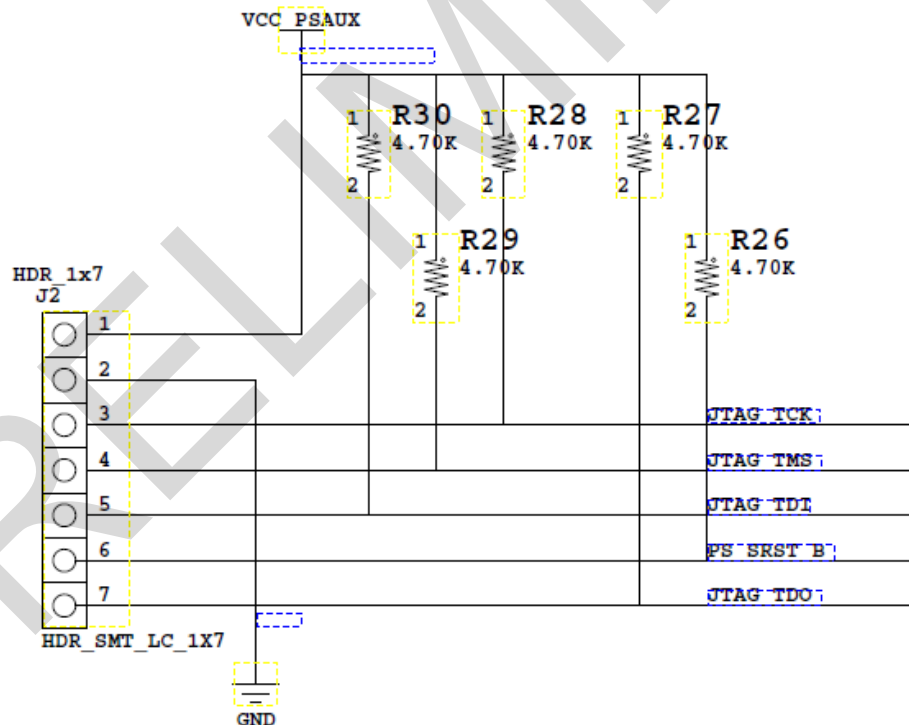 VCC_PSAUX
1 R30
4.70K
2
1 R28
4.70K
2
1 R27
4.70K
2
1 R29
4.70K
2
1 R26
4.70K
2
HDR_1x7
J2
1
2
3
4
5
6
7
JTAG_TCK
JTAG_TMS
JTAG_TDI
PS_SRST_B
JTAG_TDO
HDR_SMT_LC_1X7
GND
RELIMI